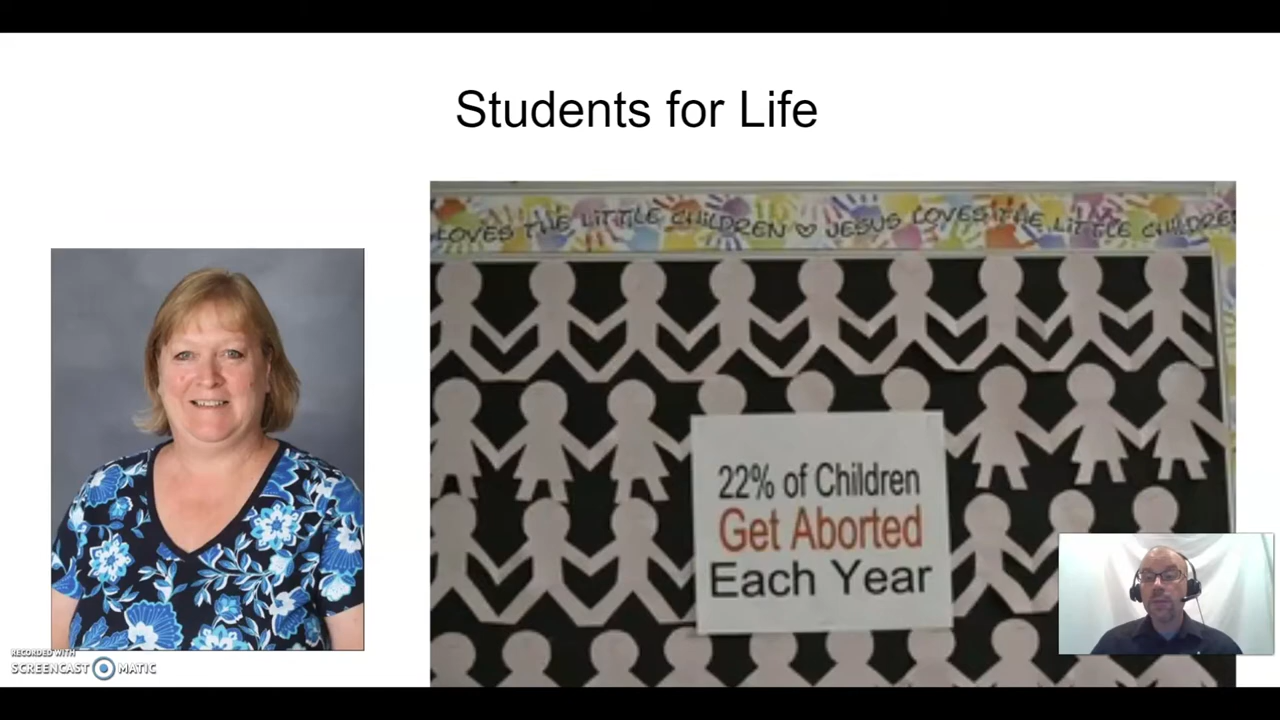 Students for Life
LOVES THE LITTLE CHILDREN ♡ JESUS LOVES THE LITTLE CHILDREN
22% of Children
Get Aborted
Each Year
RECORDED WITH
SCREENCAST MATIC